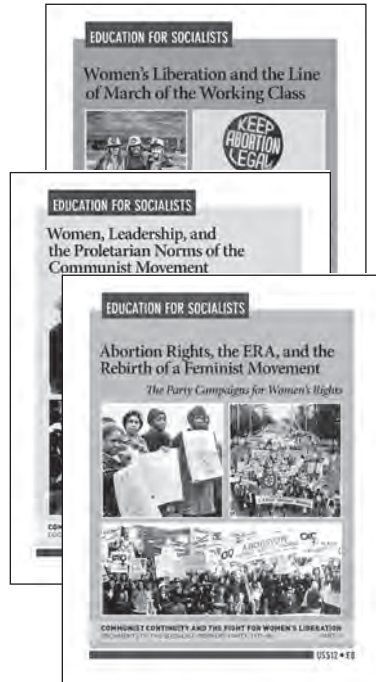 EDUCATION FOR SOCIALISTS
Women's Liberation and the Line
of March of the Working Class
KEEP
ABORTION
LEGAL
EDUCATION FOR SOCIALISTS
Women, Leadership, and
the Proletarian Norms of the
Communist Movement
EDUCATION FOR SOCIALISTS
Abortion Rights, the ERA, and the
Rebirth of a Feminist Movement
The Party Campaigns for Women's Rights
COMMUNIST CONTINUITY AND THE FIGHT FOR WOMEN'S LIBERATION
US$12 • £8